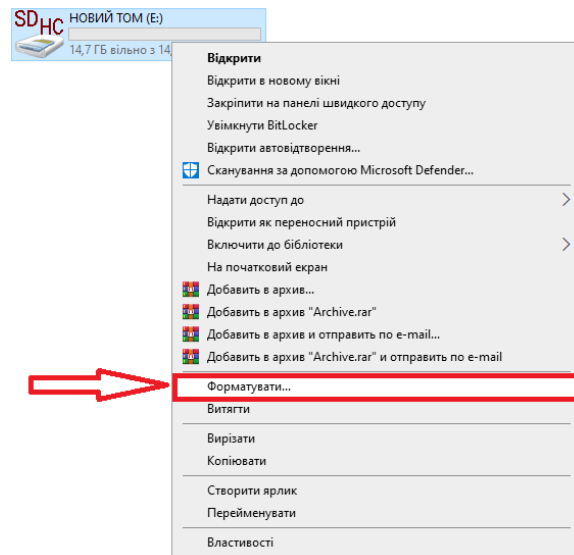 SDHC
НОВИЙ ТОМ (E:)
14,7 ГБ вільно з 14,
Відкрити
Відкрити в новому вікні
Закріпити на панелі швидкого доступу
Увімкнути BitLocker
Відкрити автовідтворення...
Сканування за допомогою Microsoft Defender...
Надати доступ до
Відкрити як переносний пристрій
Включити до бібліотеки
На початковий екран
Добавить в архив...
Добавить в архив "Archive.rar"
Добавить в архив и отправить по e-mail...
Добавить в архив "Archive.rar" и отправить по e-mail
Форматувати...
Витягти
Вирізати
Копіювати
Створити ярлик
Перейменувати
Властивості